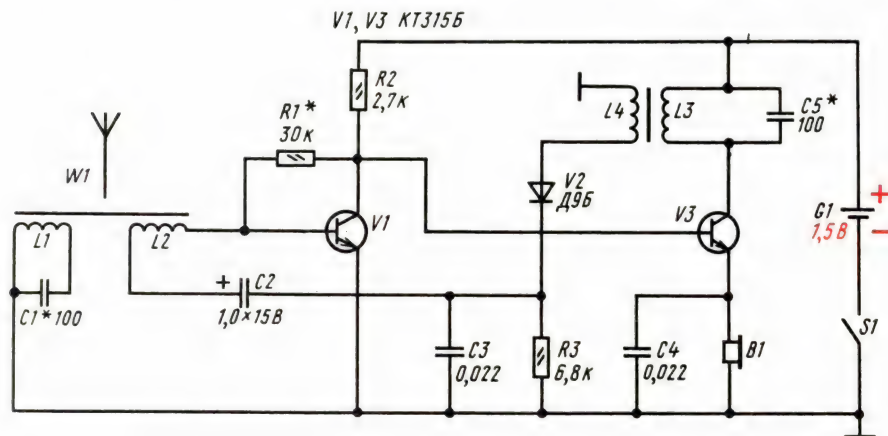 V1, V3 КТ315Б
R2
2,7к
R1*
30к
L4
L3
C5*
100
W1
V2
Д9Б
V1
V3
G1
+
1,5В
−
L1
L2
+
C2
1,0×15В
C1*100
S1
C3
0,022
R3
6,8к
C4
0,022
B1